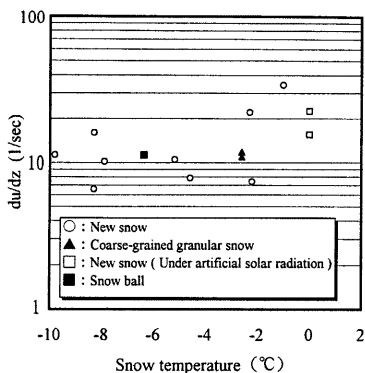 100
10
1
du/dz (1/sec)
○ : New snow
▲ : Coarse-grained granular snow
□ : New snow ( Under artificial solar radiation )
■ : Snow ball
-10 -8 -6 -4 -2 0 2
Snow temperature (℃)